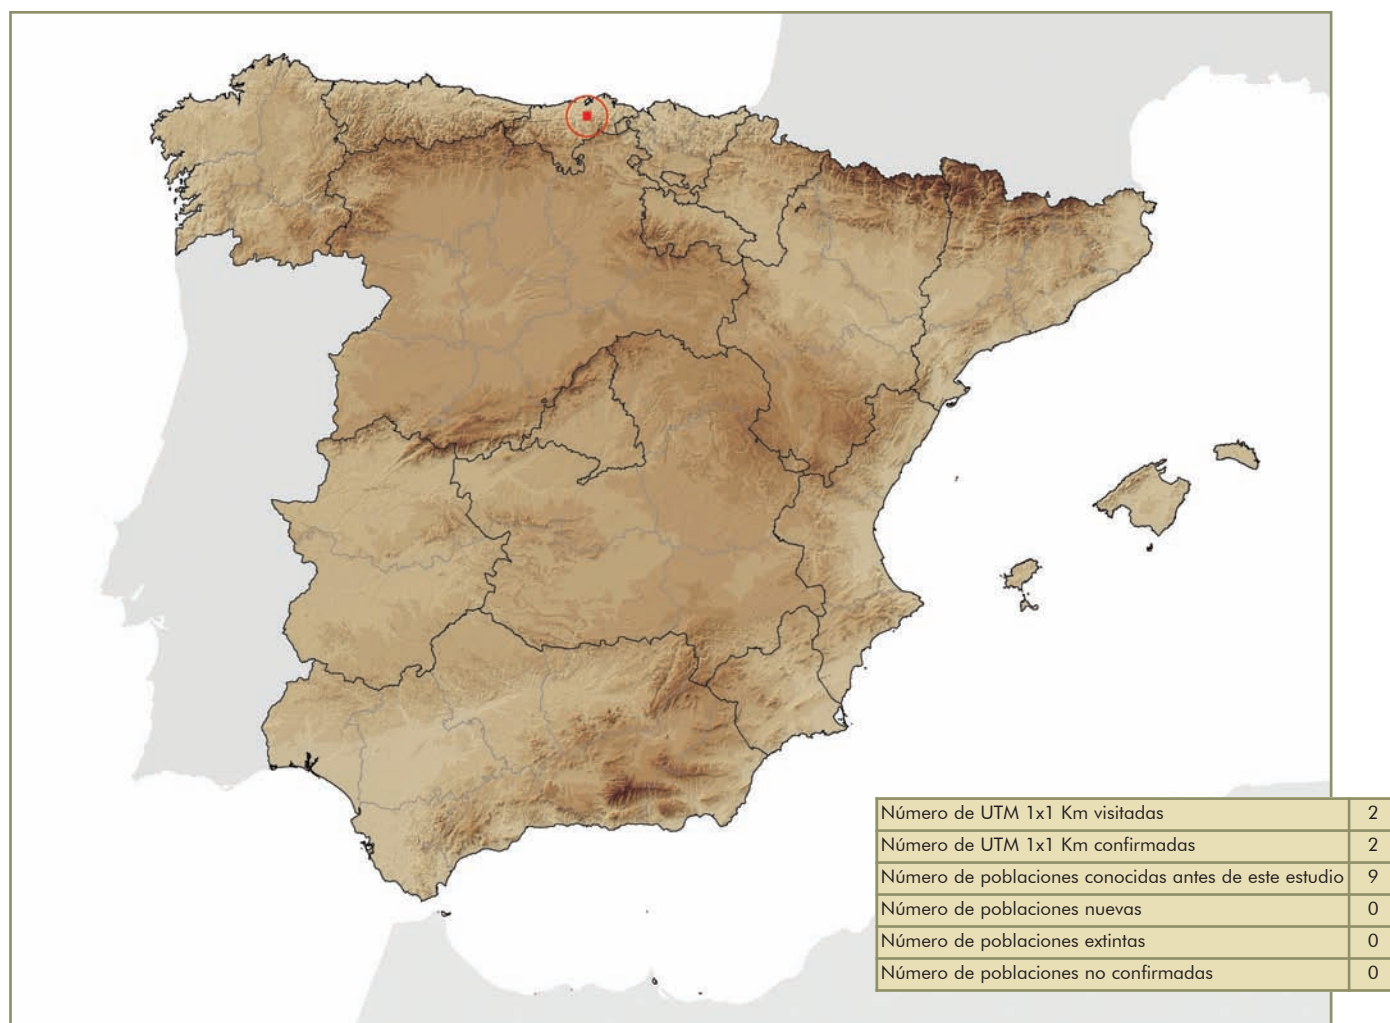 Número de UTM 1x1 Km visitadas 2
Número de UTM 1x1 Km confirmadas 2
Número de poblaciones conocidas antes de este estudio 9
Número de poblaciones nuevas 0
Número de poblaciones extintas 0
Número de poblaciones no confirmadas 0